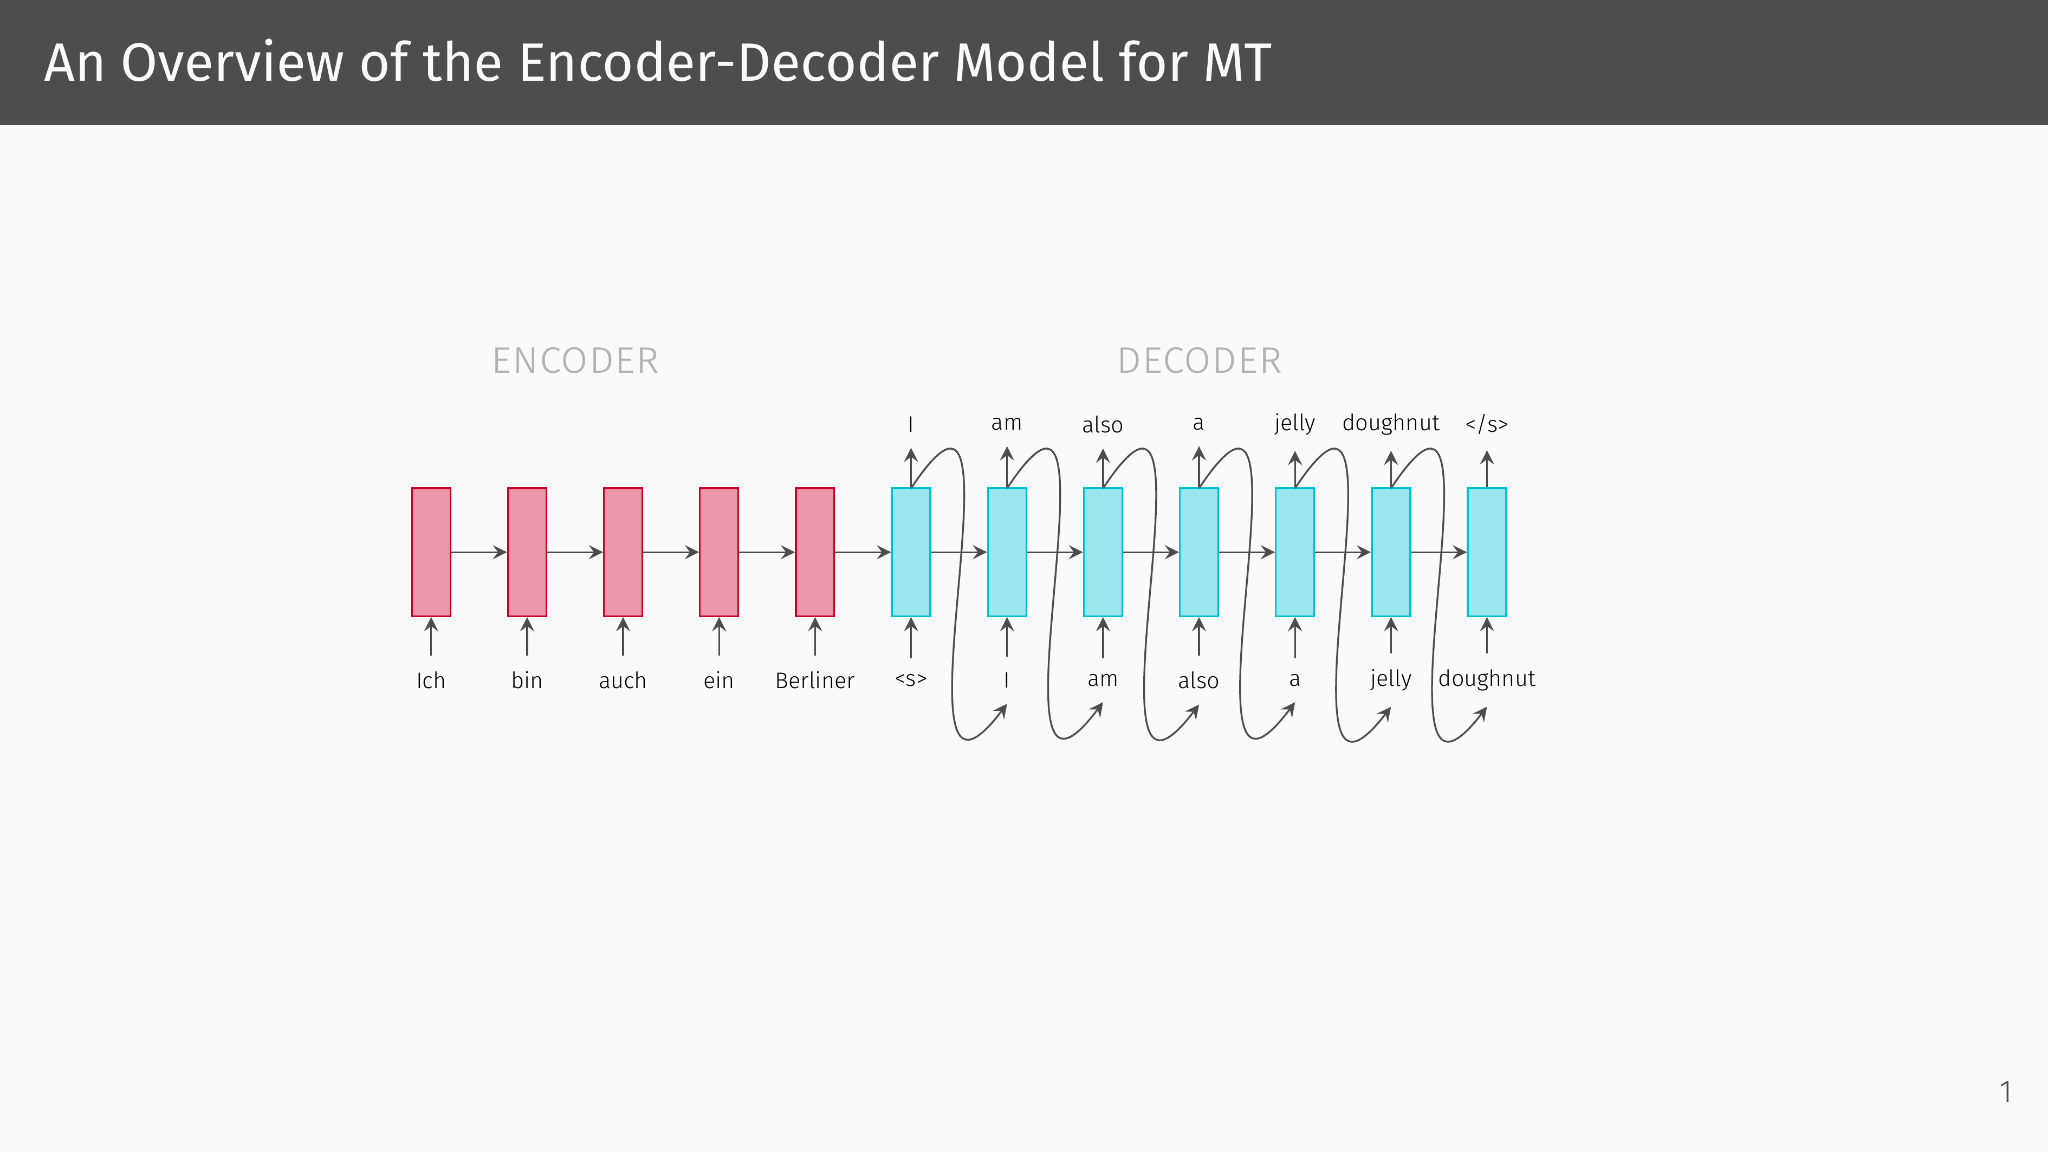 An Overview of the Encoder-Decoder Model for MT
ENCODER DECODER
I am also a jelly doughnut </s>
Ich bin auch ein Berliner <s> I am also a jelly doughnut
1